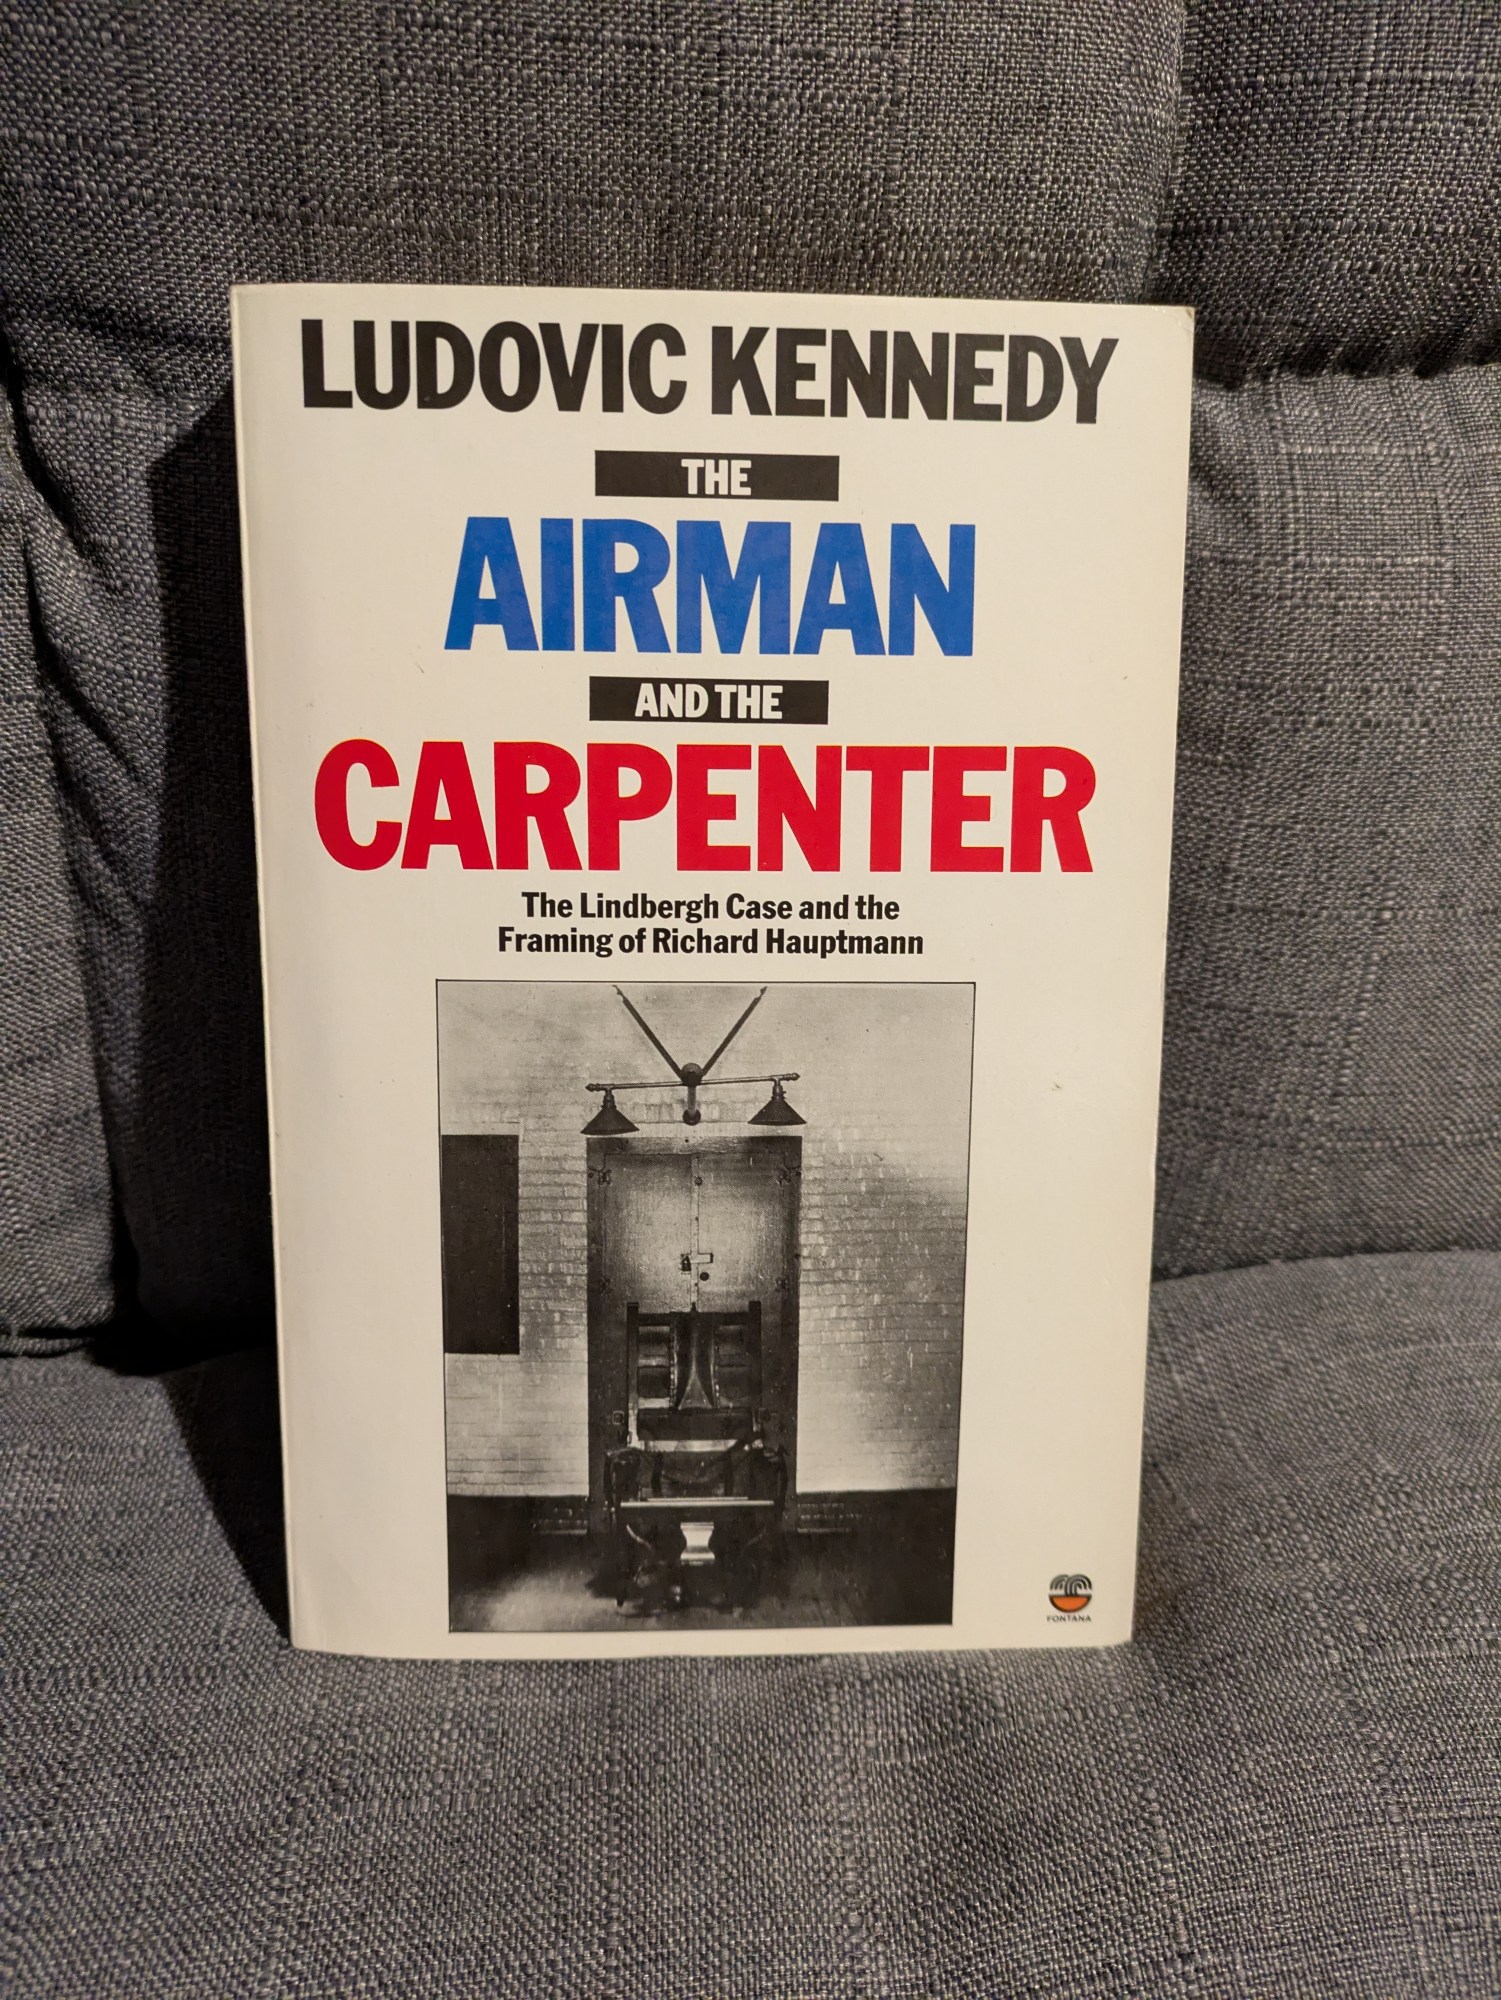 LUDOVIC KENNEDY
THE
AIRMAN
AND THE
CARPENTER
The Lindbergh Case and the
Framing of Richard Hauptmann
FONTANA